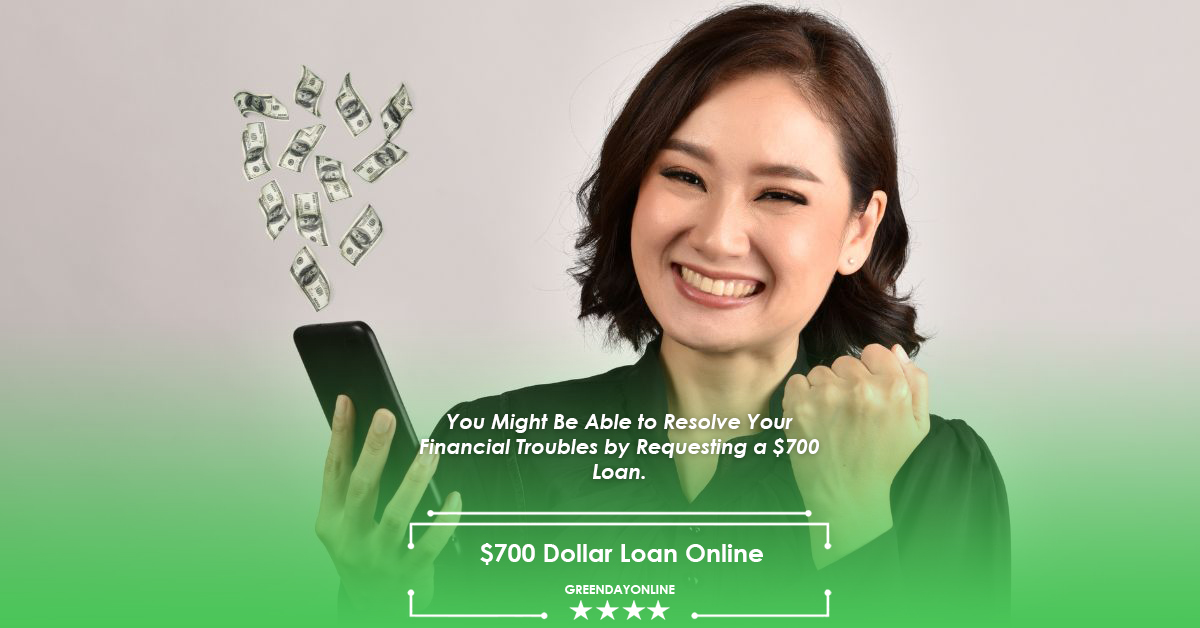 You Might Be Able to Resolve Your
Financial Troubles by Requesting a $700
Loan.
$700 Dollar Loan Online
GREENDAYONLINE